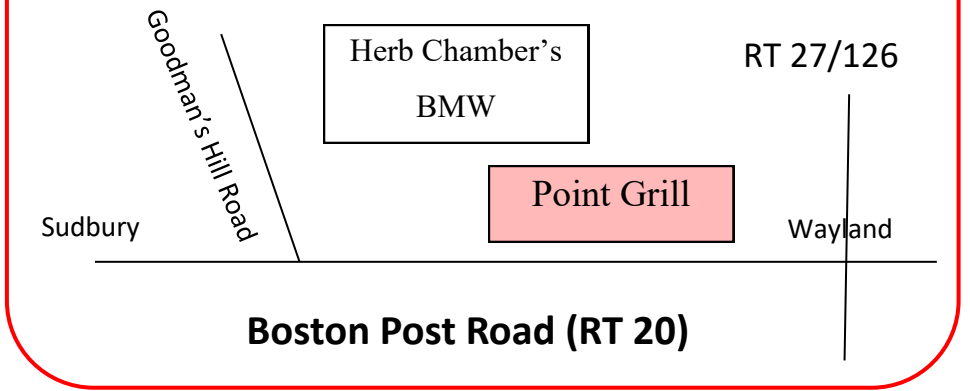 Goodman's Hill Road
Herb Chamber's
BMW
RT 27/126
Point Grill
Sudbury
Wayland
Boston Post Road (RT 20)